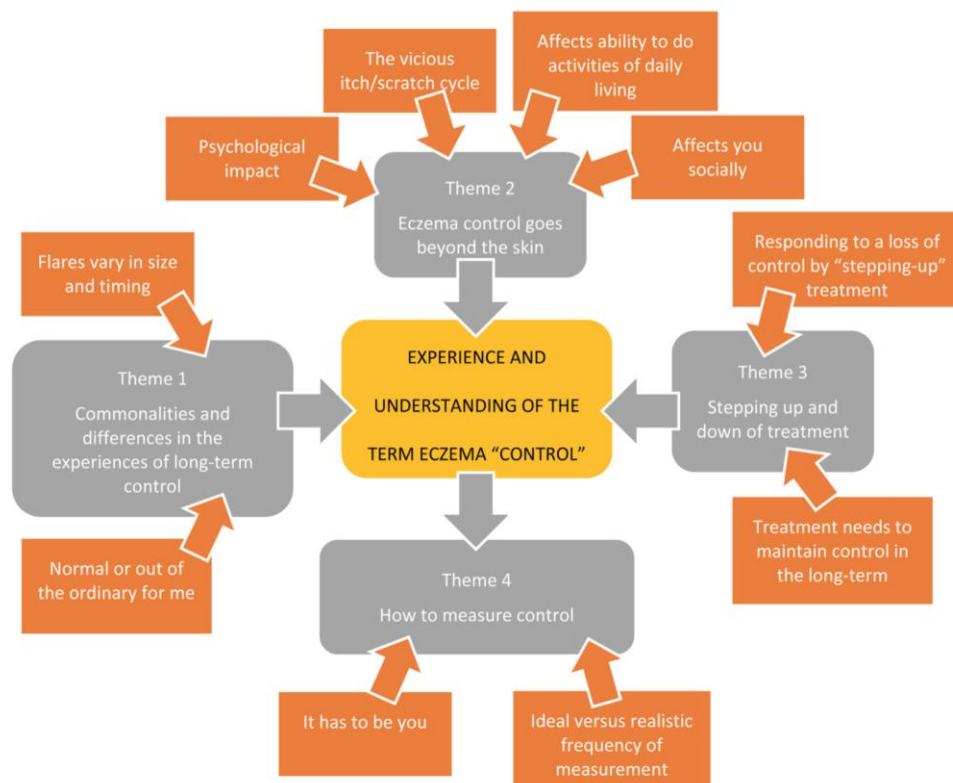 The vicious
itch/scratch cycle
Affects ability to do
activities of daily
living
Psychological
impact
Affects you
socially
Theme 2
Eczema control goes
beyond the skin
Flares vary in size
and timing
Responding to a loss of
control by “stepping-up”
treatment
Theme 1
Commonalities and
differences in the
experiences of long-term
control
EXPERIENCE AND
UNDERSTANDING OF THE
TERM ECZEMA “CONTROL”
Theme 3
Stepping up and
down of treatment
Normal or out of
the ordinary for me
Treatment needs to
maintain control in
the long-term
Theme 4
How to measure control
It has to be you
Ideal versus realistic
frequency of
measurement